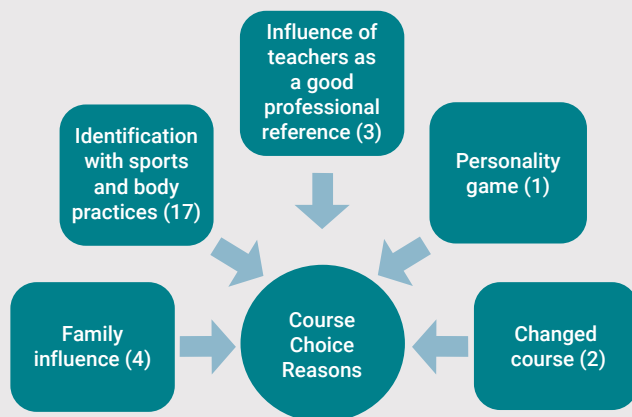 Influence of
teachers as
a good
professional
reference (3)
Identification
with sports
and body
practices (17)
Personality
game (1)
Family
influence (4)
Course
Choice
Reasons
Changed
course (2)